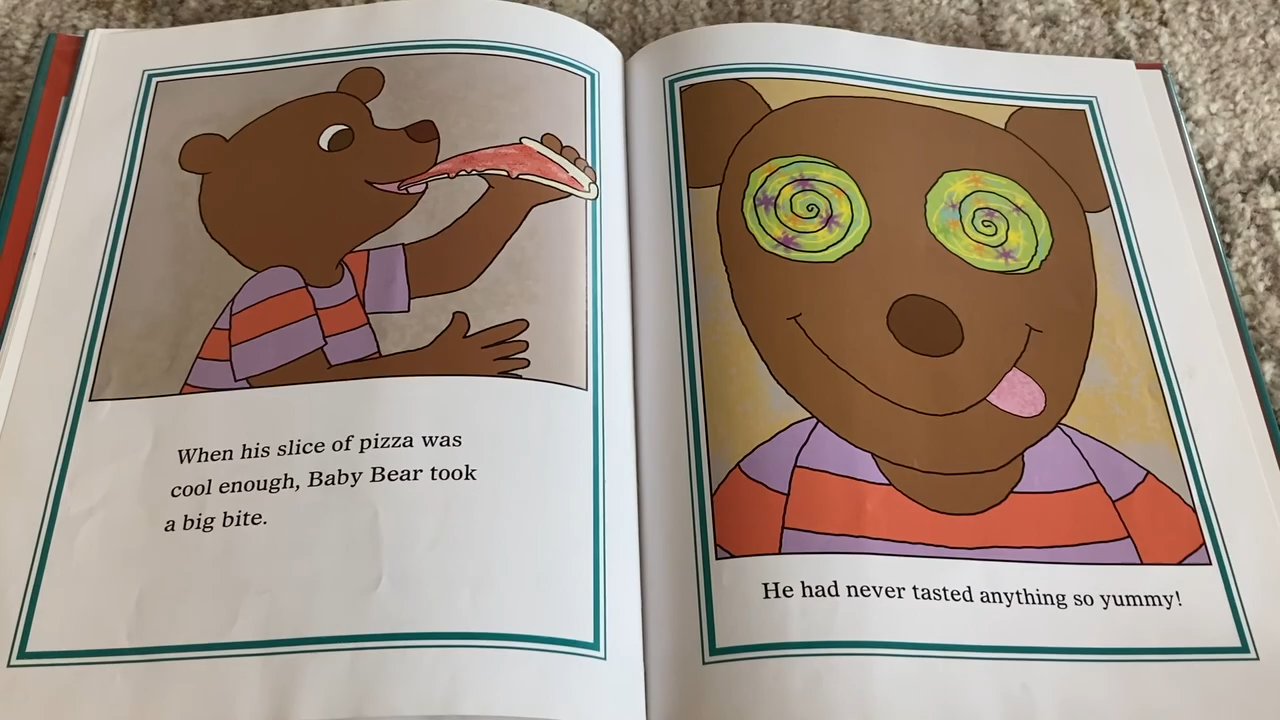 When his slice of pizza was
cool enough, Baby Bear took
a big bite.
He had never tasted anything so yummy!